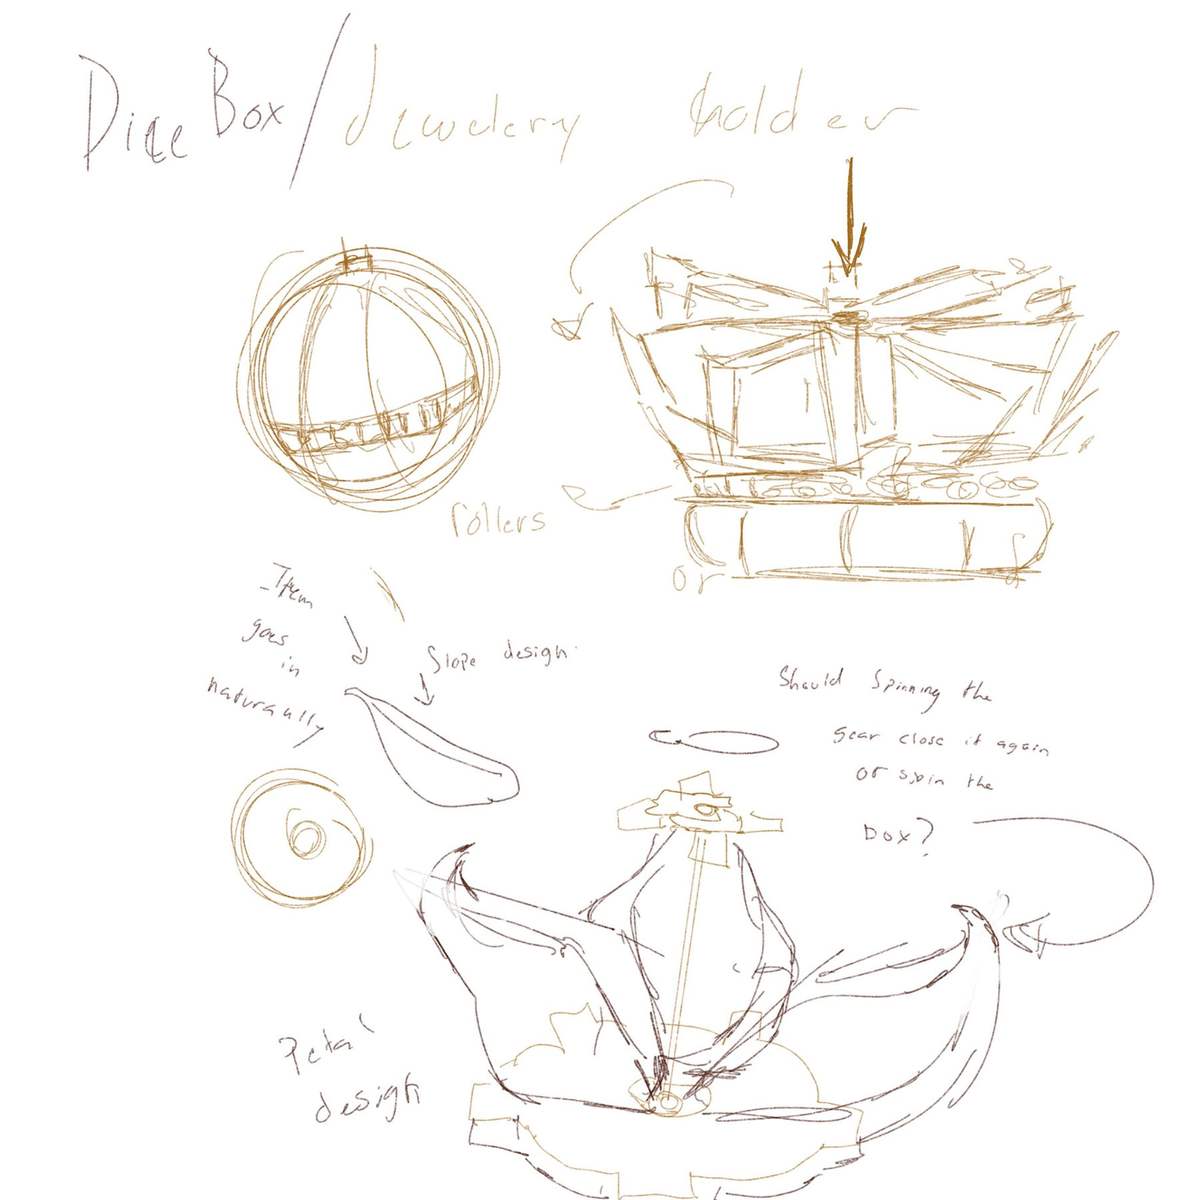 Dice Box / Jewelery holder
rollers
or
Item
goes
in
naturally
Slope design
Should Spinning the
gear close it again
or spin the
box?
Petal
design